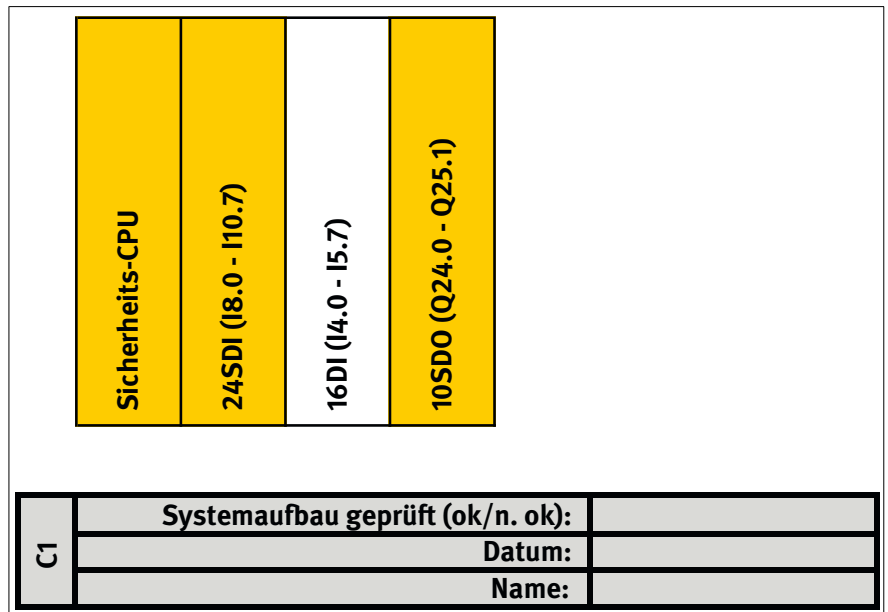 Sicherheits-CPU
24SDI (I8.0 - I10.7)
16DI (I4.0 - I5.7)
10SDO (Q24.0 - Q25.1)
C1
Systemaufbau geprüft (ok/n. ok):
Datum:
Name: